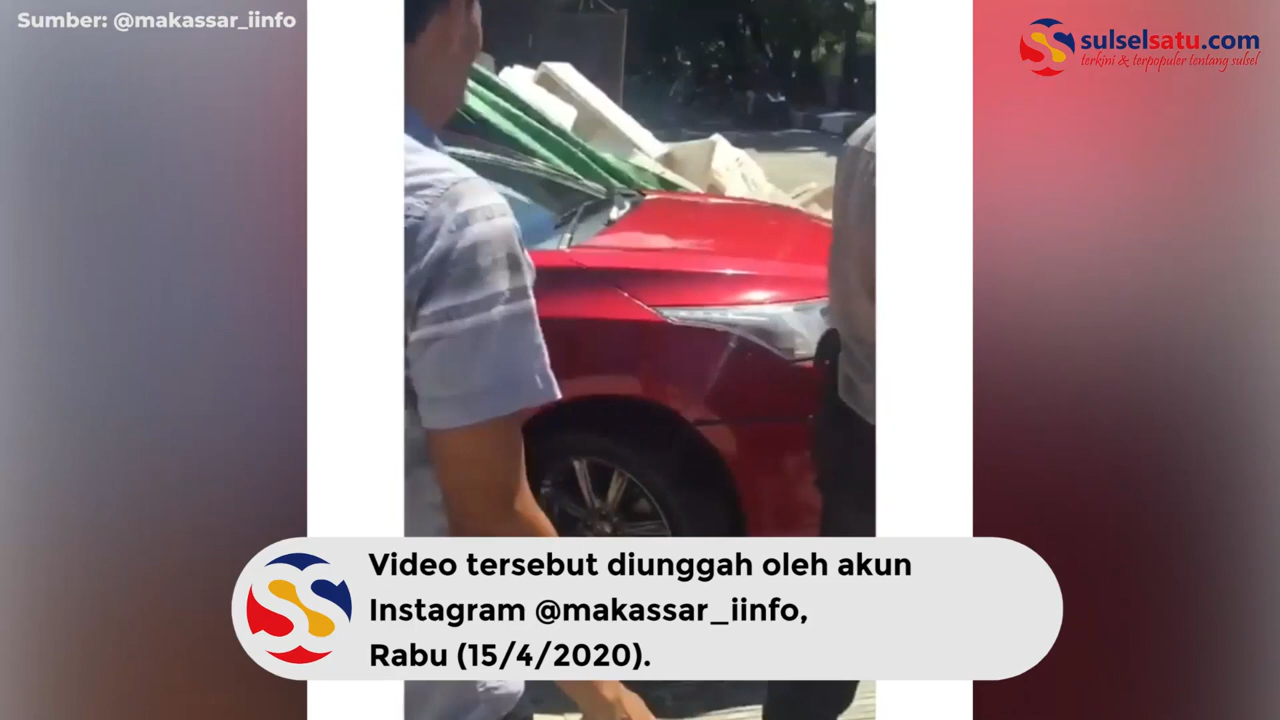 Sumber: @makassar_iinfo
sulselsatu.com
terkini & terpopuler tentang sulsel
Video tersebut diunggah oleh akun
Instagram @makassar_iinfo,
Rabu (15/4/2020).